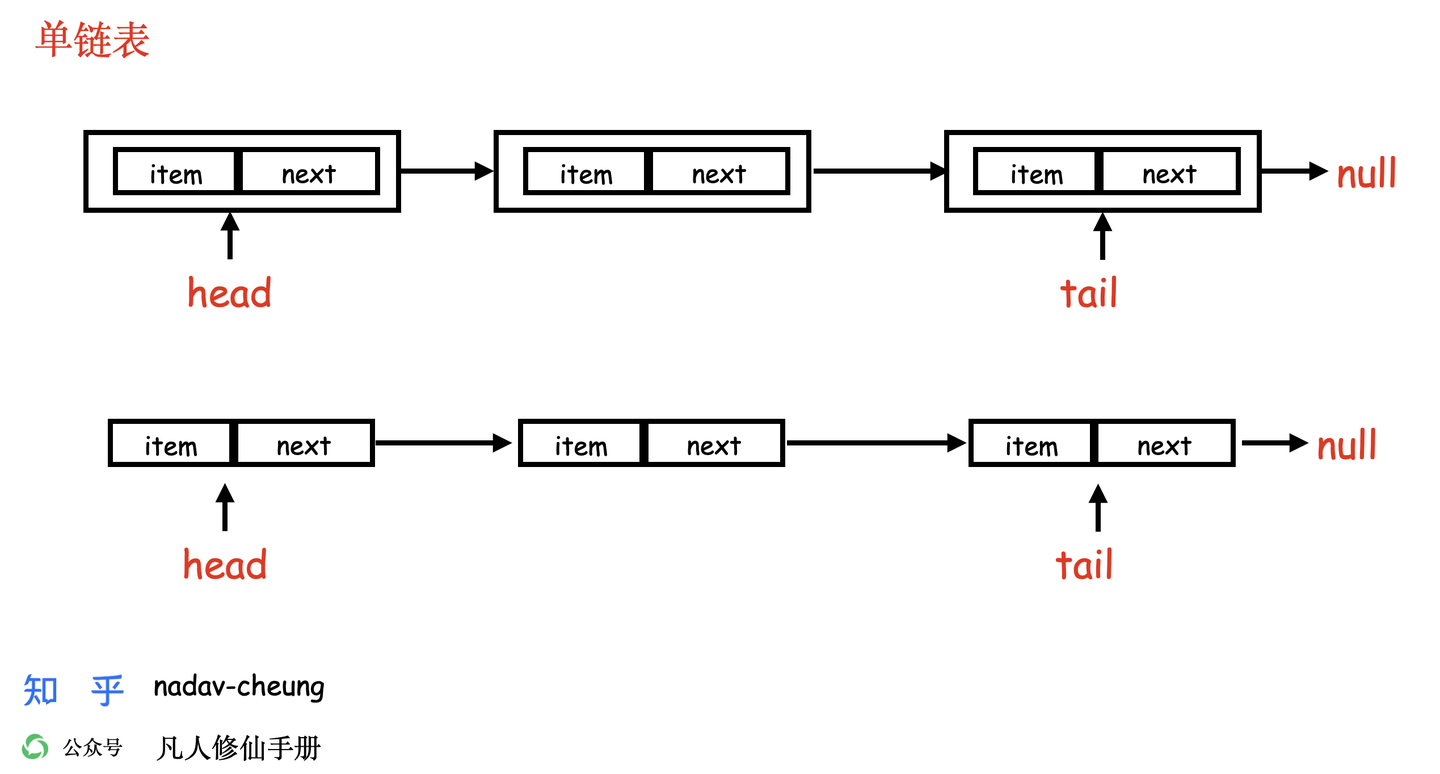 单链表
item next item next item next null
head tail
item next item next item next null
head tail
知 乎 nadav-cheung
公众号 凡人修仙手册